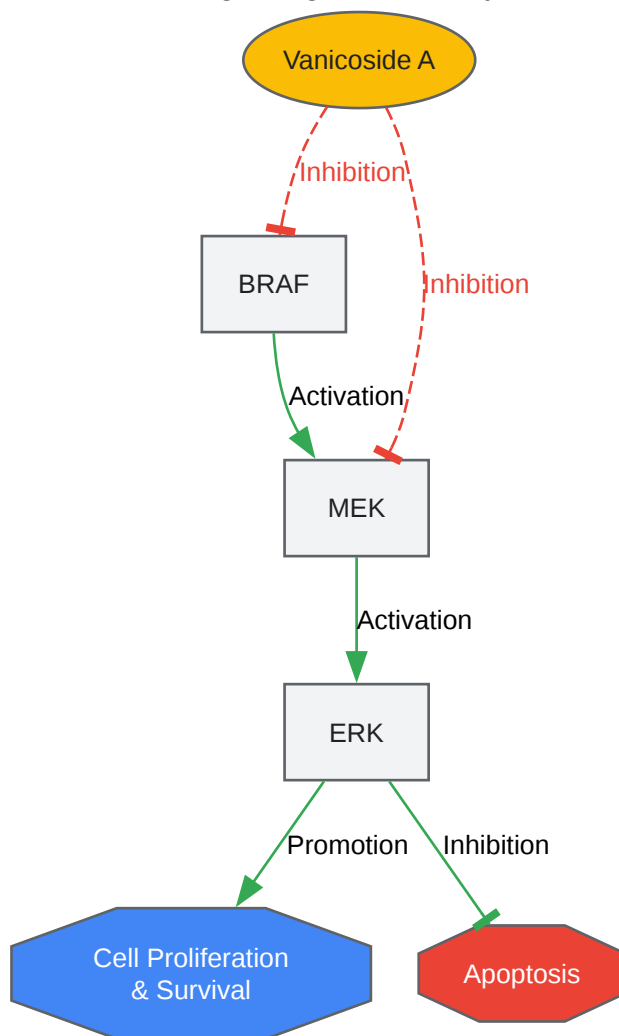 Vanicoside A
Inhibition
Inhibition
BRAF
Activation
MEK
Activation
ERK
Promotion
Inhibition
Cell Proliferation
& Survival
Apoptosis